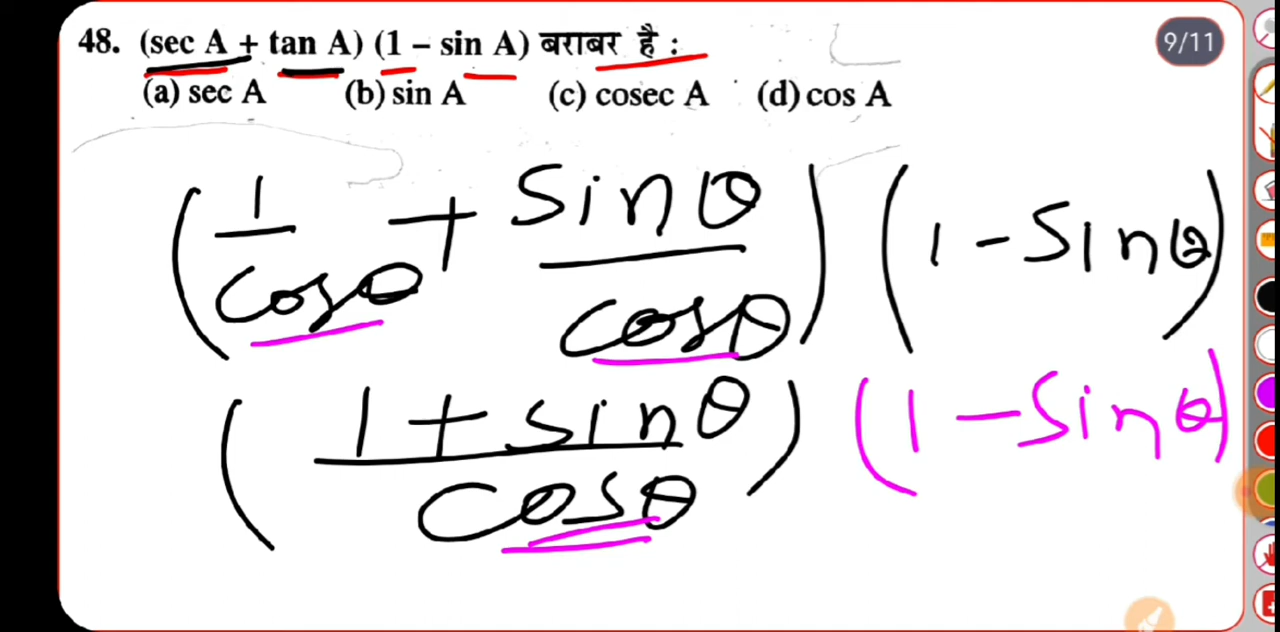 48. (sec A + tan A) (1 – sin A) बराबर है :
9/11
(a) sec A (b) sin A (c) cosec A (d) cos A
(1/cosθ + sinθ/cosθ) (1 - sinθ)
(1 + sinθ/cosθ) (1 - sinθ)